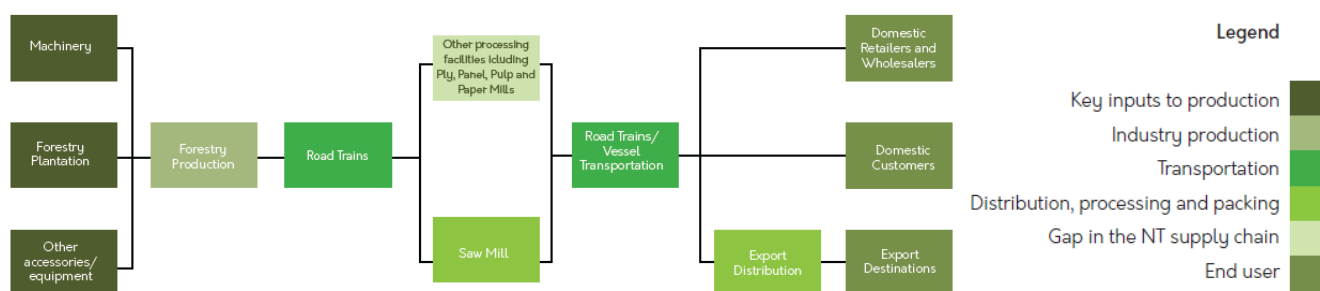 Machinery
Forestry
Plantation
Other
accessories/
equipment
Forestry
Production
Road Trains
Other processing
facilities icluding
Ply, Panel, Pulp and
Paper Mills
Saw Mill
Road Trains/
Vessel
Transportation
Domestic
Retailers and
Wholesalers
Domestic
Customers
Export
Distribution
Export
Destinations
Legend
Key inputs to production
Industry production
Transportation
Distribution, processing and packing
Gap in the NT supply chain
End user